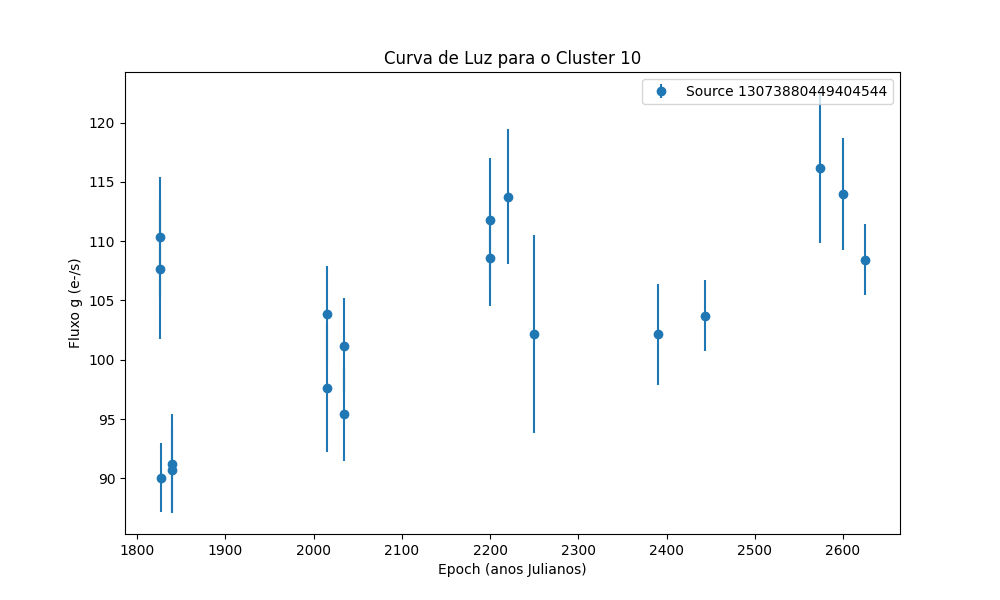 Curva de Luz para o Cluster 10
Source 13073880449404544
Fluxo g (e-/s)
120
115
110
105
100
95
90
1800 1900 2000 2100 2200 2300 2400 2500 2600
Epoch (anos Julianos)